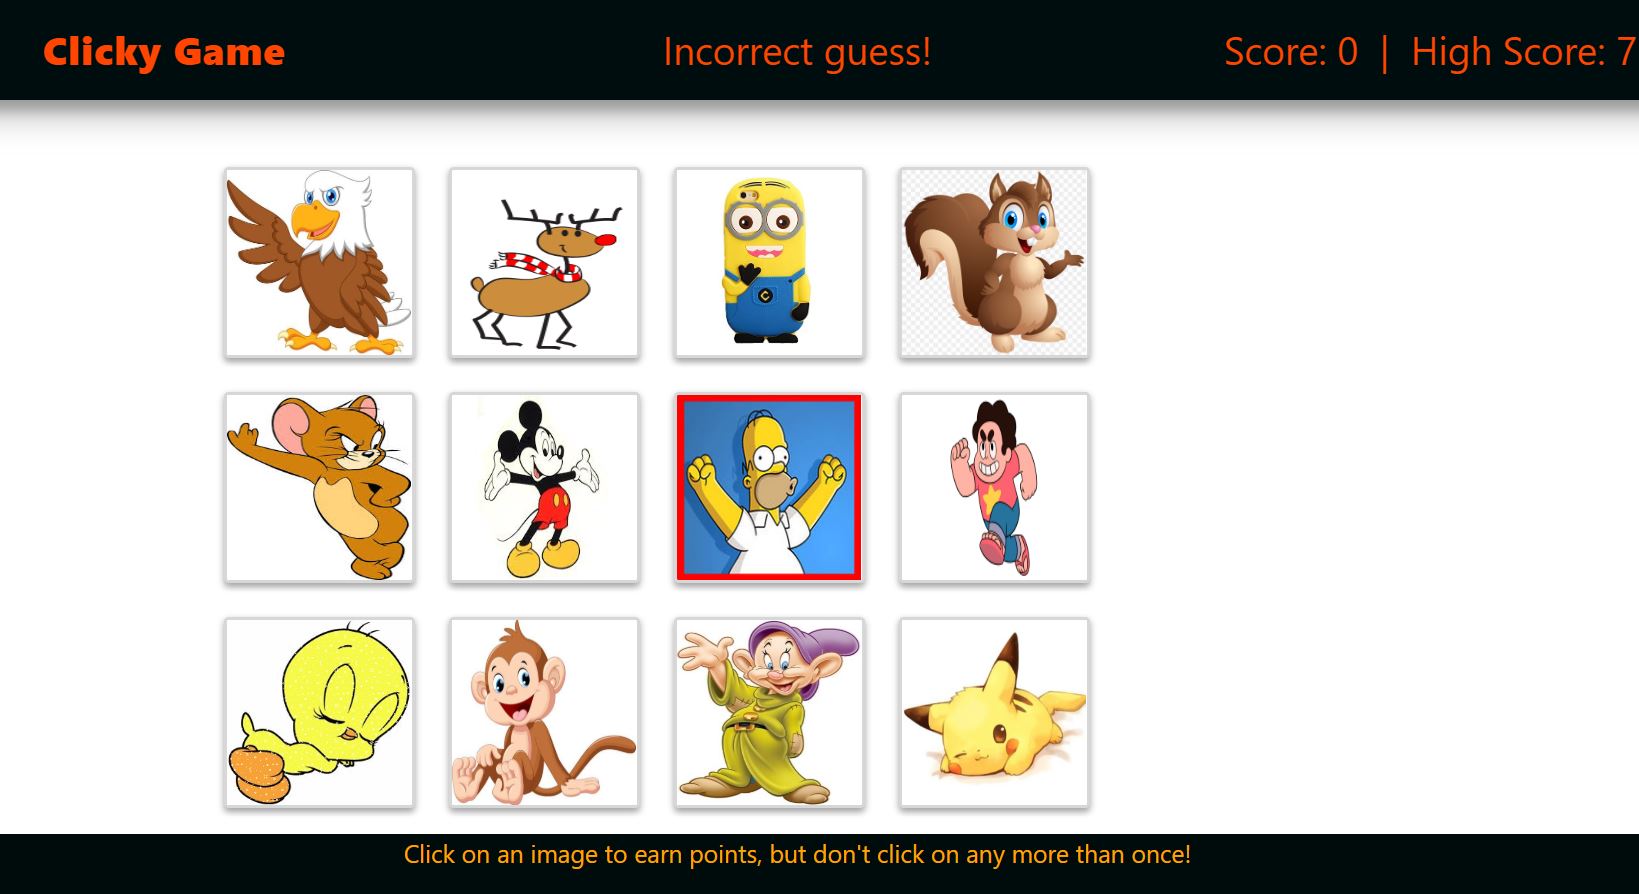 Clicky Game
Incorrect guess!
Score: 0 | High Score: 7
Click on an image to earn points, but don't click on any more than once!